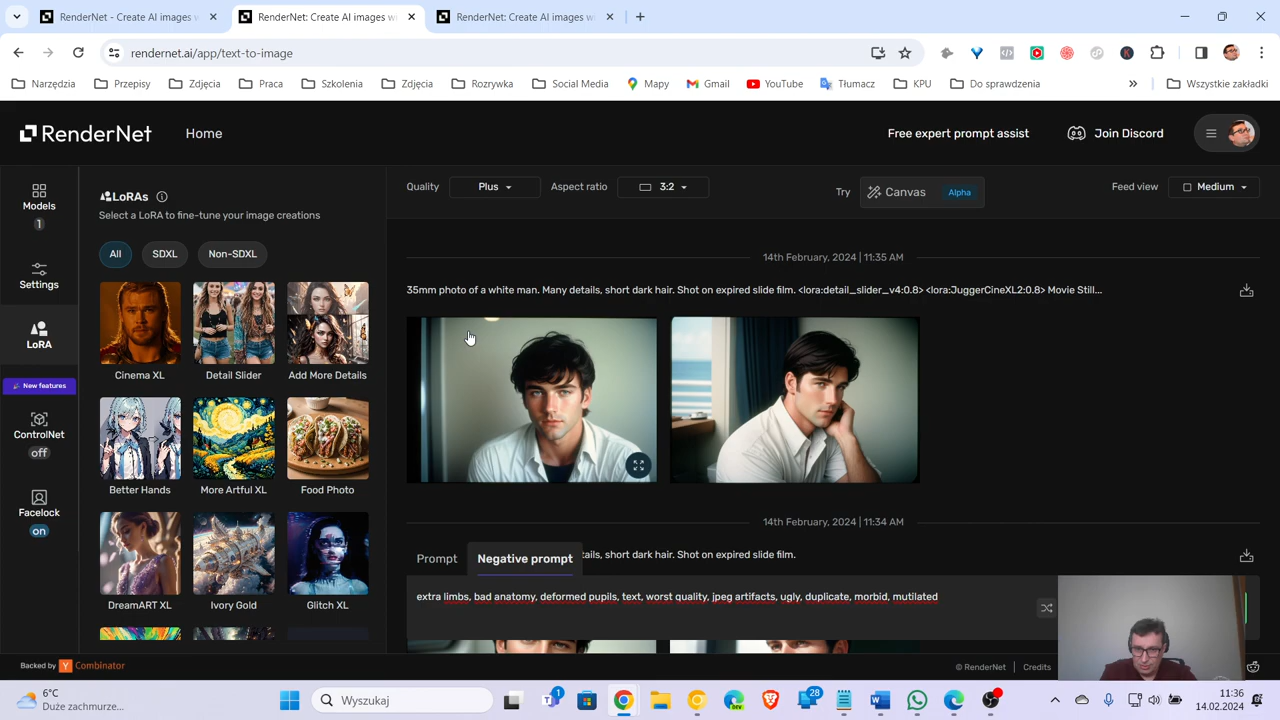 RenderNet - Create AI images w
RenderNet: Create AI images w
RenderNet: Create AI images w
rendernet.ai/app/text-to-image
Narzędzia
Przepisy
Zdjęcia
Praca
Szkolenia
Zdjęcia
Rozrywka
Social Media
Mapy
Gmail
YouTube
Tłumacz
KPU
Do sprawdzenia
»
Wszystkie zakładki
RenderNet
Home
Free expert prompt assist
Join Discord
Models
1
Settings
LoRA
New features
ControlNet
off
Facelock
on
LoRAs
Select a LoRA to fine-tune your image creations
All
SDXL
Non-SDXL
Cinema XL
Detail Slider
Add More Details
Better Hands
More Artful XL
Food Photo
DreamART XL
Ivory Gold
Glitch XL
Quality
Plus
Aspect ratio
3:2
Try
Canvas
Alpha
Feed view
Medium
14th February, 2024 | 11:35 AM
35mm photo of a white man. Many details, short dark hair. Shot on expired slide film. <lora:detail_slider_v4:0.8> <lora:JuggerCineXL2:0.8> Movie Still...
14th February, 2024 | 11:34 AM
tails, short dark hair. Shot on expired slide film.
Prompt
Negative prompt
extra limbs, bad anatomy, deformed pupils, text, worst quality, jpeg artifacts, ugly, duplicate, morbid, mutilated
Backed by
Y
Combinator
© RenderNet
Credits
6°C
Duże zachmurze...
Wyszukaj
1
DEV
28
W
11:36
14.02.2024